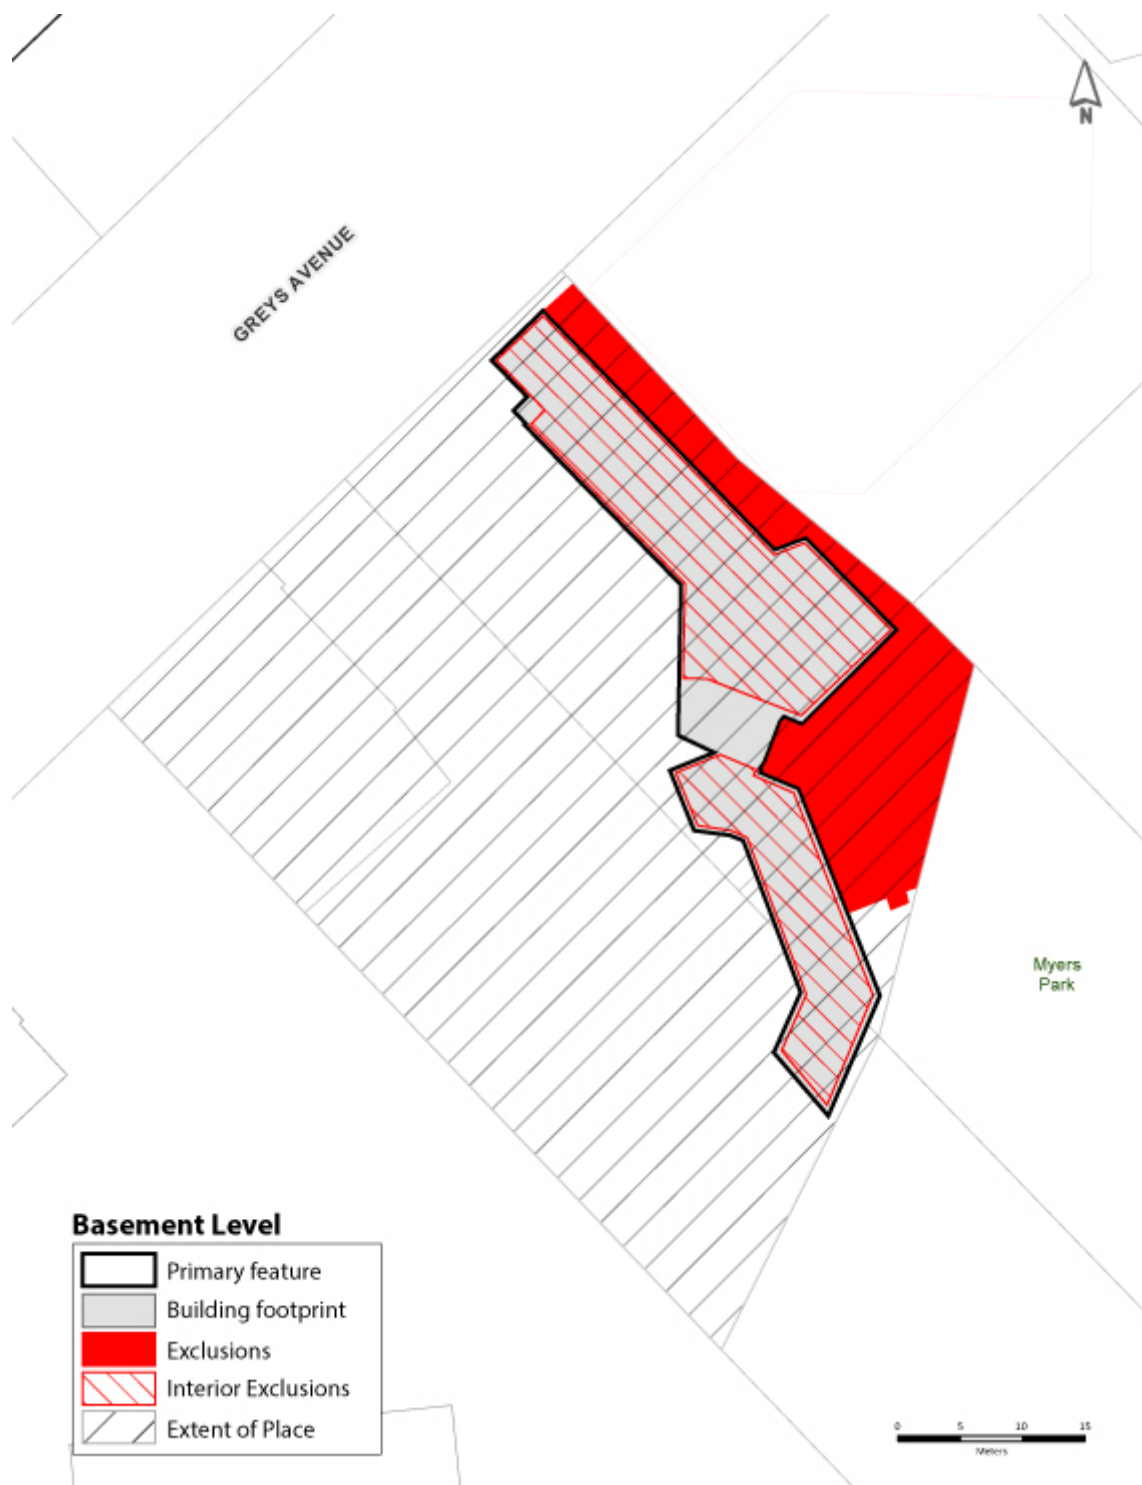 N
GREYS AVENUE
Myers
Park
Basement Level
Primary feature
Building footprint
Exclusions
Interior Exclusions
Extent of Place
0 5 10 15
Meters